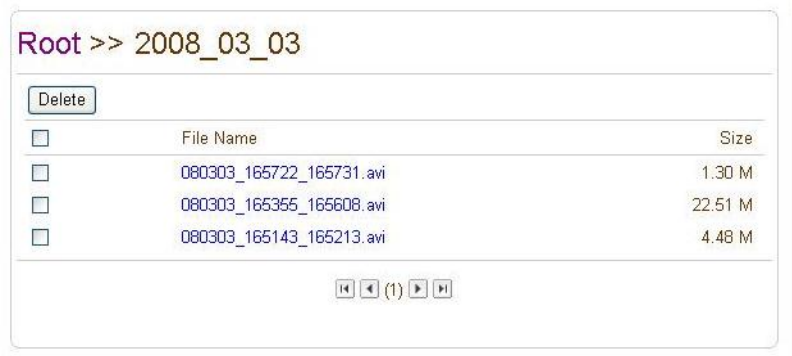 Root >> 2008_03_03
Delete
File Name Size
080303_165722_165731.avi 1.30 M
080303_165355_165608.avi 22.51 M
080303_165143_165213.avi 4.48 M
(1)